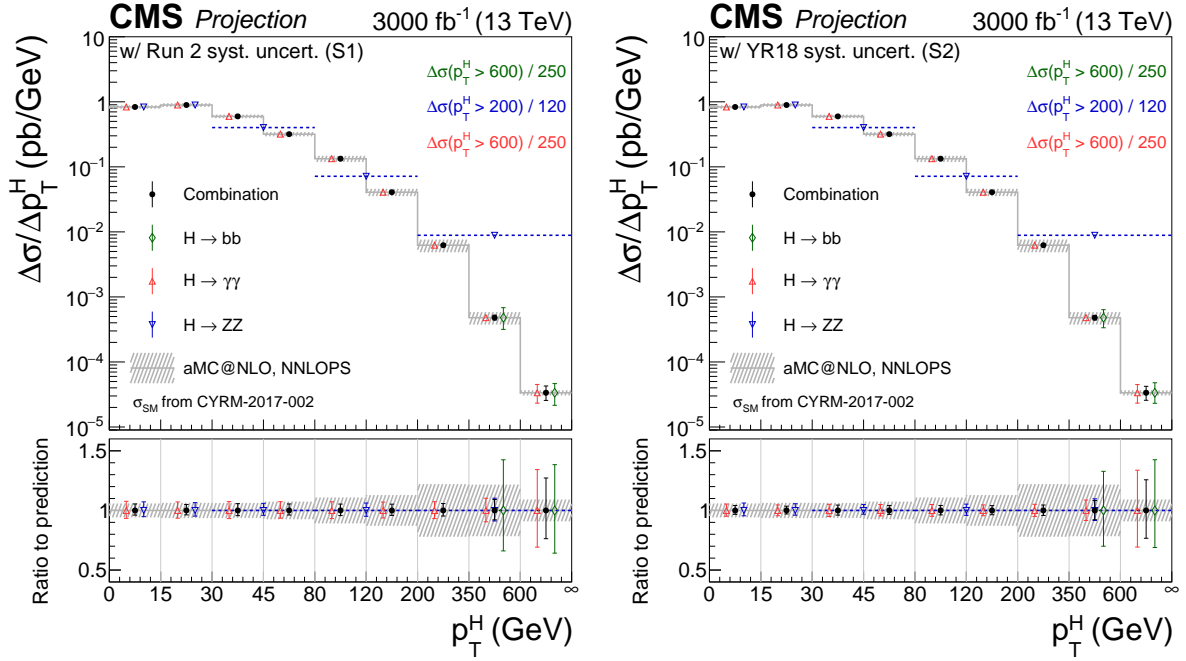 CMS Projection 3000 fb⁻¹ (13 TeV)
Δσ/Δp_T^H (pb/GeV)
w/ Run 2 syst. uncert. (S1)
Δσ(p_T^H > 600) / 250
Δσ(p_T^H > 200) / 120
Δσ(p_T^H > 600) / 250
10
1
10⁻¹
10⁻²
10⁻³
10⁻⁴
10⁻⁵
Combination
H → bb
H → γγ
H → ZZ
aMC@NLO, NNLOPS
σ_SM from CYRM-2017-002
Ratio to prediction
1.5
1
0.5
0 15 30 45 80 120 200 350 600 ∞
p_T^H (GeV)
CMS Projection 3000 fb⁻¹ (13 TeV)
Δσ/Δp_T^H (pb/GeV)
w/ YR18 syst. uncert. (S2)
Δσ(p_T^H > 600) / 250
Δσ(p_T^H > 200) / 120
Δσ(p_T^H > 600) / 250
10
1
10⁻¹
10⁻²
10⁻³
10⁻⁴
10⁻⁵
Combination
H → bb
H → γγ
H → ZZ
aMC@NLO, NNLOPS
σ_SM from CYRM-2017-002
Ratio to prediction
1.5
1
0.5
0 15 30 45 80 120 200 350 600 ∞
p_T^H (GeV)